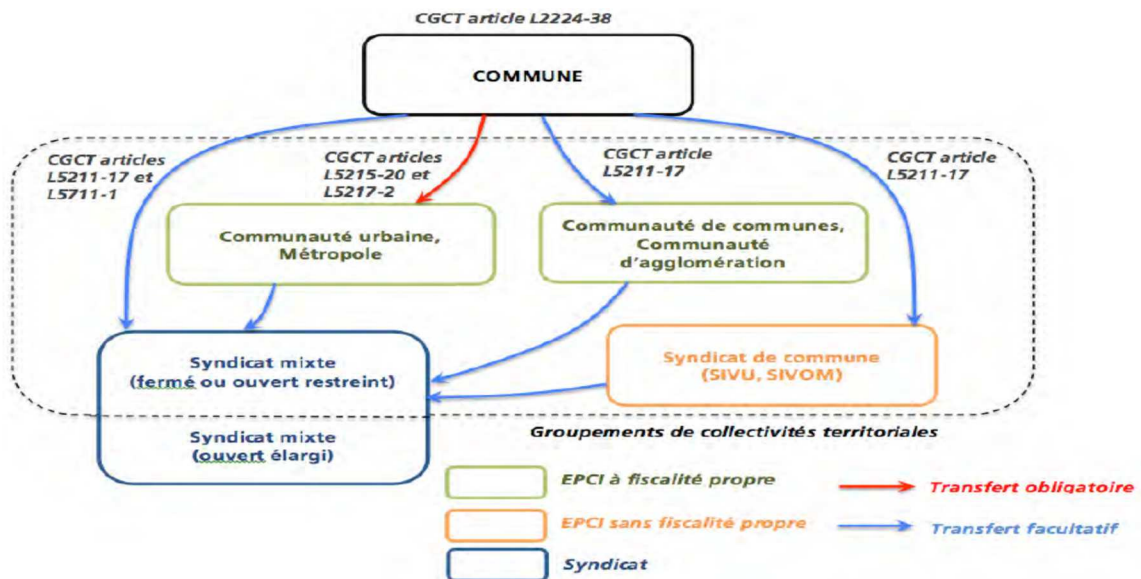 CGCT article L2224-38
COMMUNE
CGCT articles
L5211-17 et
L5711-1
CGCT articles
L5215-20 et
L5217-2
CGCT article
L5211-17
CGCT article
L5211-17
Communauté urbaine,
Métropole
Communauté de communes,
Communauté
d'agglomération
Syndicat mixte
(fermé ou ouvert restreint)
Syndicat de commune
(SIVU, SIVOM)
Syndicat mixte
(ouvert élargi)
Groupements de collectivités territoriales
EPCI à fiscalité propre
Transfert obligatoire
EPCI sans fiscalité propre
Transfert facultatif
Syndicat